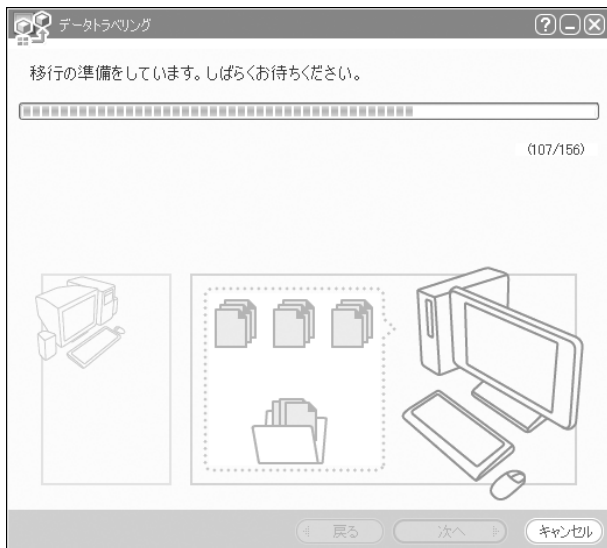 データトラベリング
移行の準備をしています。しばらくお待ちください。
(107/156)
戻る
次へ
キャンセル